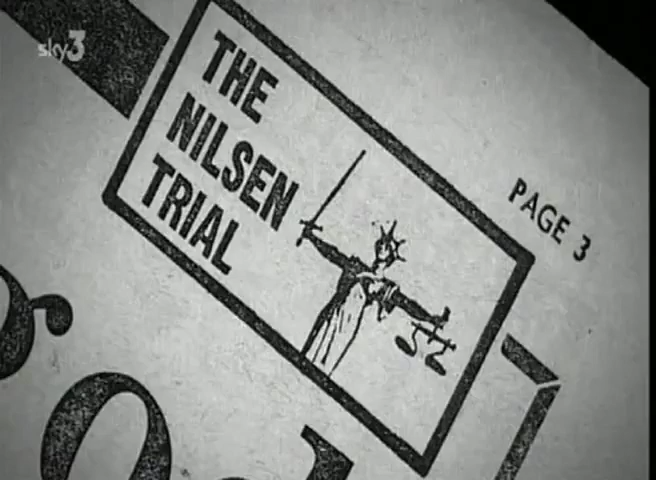 sky3
THE
NILSEN
TRIAL
PAGE 3